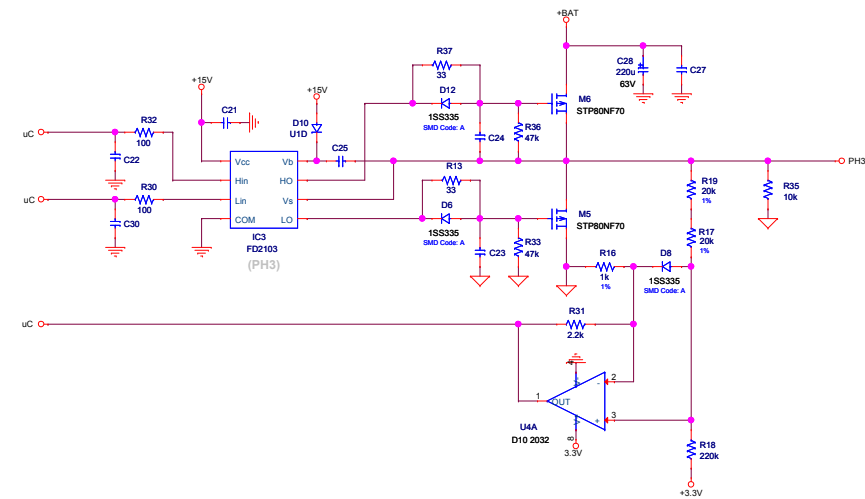 +BAT
R37
33
C28
220u
63V
C27
+15V
+15V
D12
1SS335
SMD Code: A
M6
STP80NF70
C21
D10
U1D
R32
100
uC
C24
R36
47k
C22
Vcc
Vb
C25
PH3
R13
33
R19
20k
1%
R35
10k
Hin
HO
R30
100
uC
Lin
Vs
D6
1SS335
SMD Code: A
M5
STP80NF70
COM
LO
C30
IC3
FD2103
(PH3)
C23
R33
47k
R17
20k
1%
R16
1k
1%
D8
1SS335
SMD Code: A
uC
R31
2.2k
4
V-
2
-
1
OUT
3
+
V+
U4A
D10 2032
8
3.3V
R18
220k
+3.3V